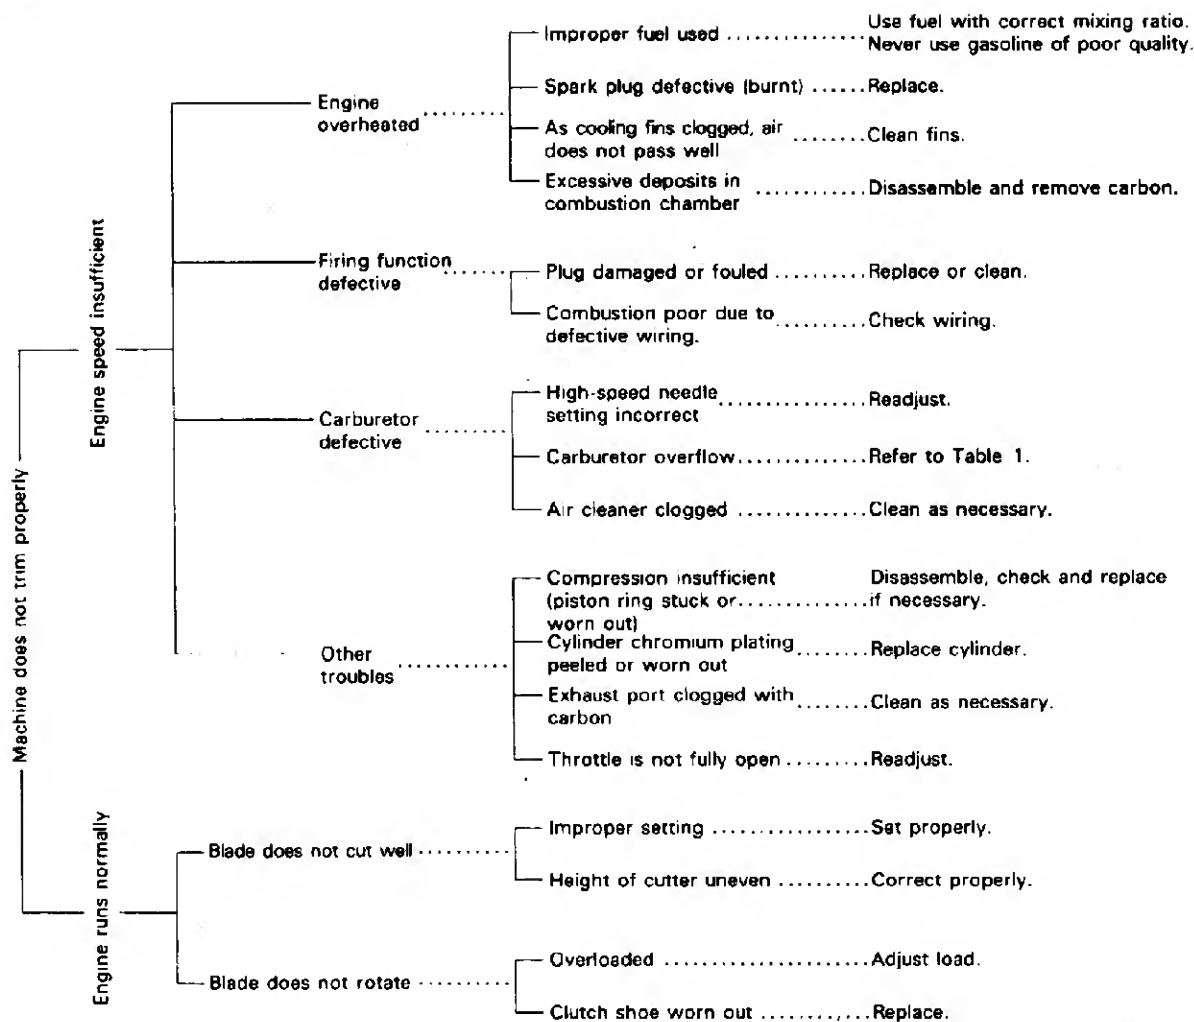 Machine does not trim properly
Engine speed insufficient
Engine
overheated
Improper fuel used
Use fuel with correct mixing ratio.
Never use gasoline of poor quality.
Spark plug defective (burnt)
Replace.
As cooling fins clogged, air
does not pass well
Clean fins.
Excessive deposits in
combustion chamber
Disassemble and remove carbon.
Firing function
defective
Plug damaged or fouled
Replace or clean.
Combustion poor due to
defective wiring.
Check wiring.
Carburetor
defective
High-speed needle
setting incorrect
Readjust.
Carburetor overflow
Refer to Table 1.
Air cleaner clogged
Clean as necessary.
Other
troubles
Compression insufficient
(piston ring stuck or
worn out)
Disassemble, check and replace
if necessary.
Cylinder chromium plating
peeled or worn out
Replace cylinder.
Exhaust port clogged with
carbon
Clean as necessary.
Throttle is not fully open
Readjust.
Engine runs normally
Blade does not cut well
Improper setting
Set properly.
Height of cutter uneven
Correct properly.
Blade does not rotate
Overloaded
Adjust load.
Clutch shoe worn out
Replace.